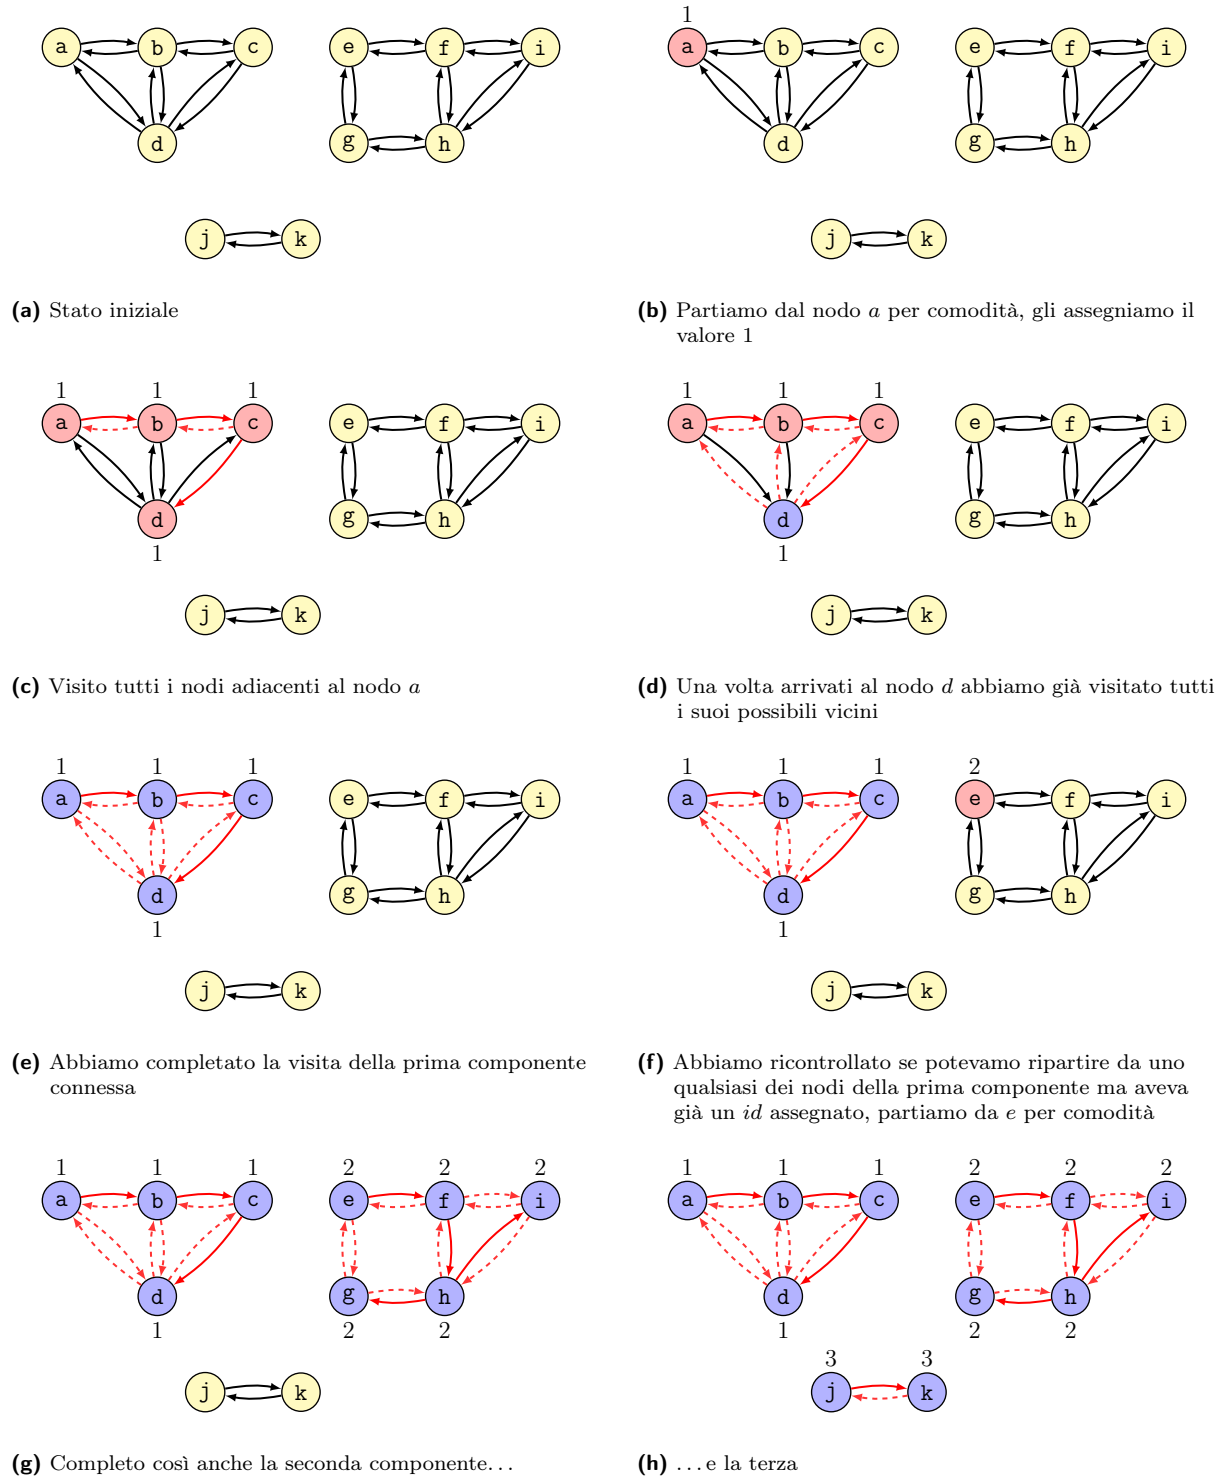 a b c e f i
d g h
j k
(a) Stato iniziale
1
a b c e f i
d g h
j k
(b) Partiamo dal nodo a per comodità, gli assegniamo il
valore 1
1 1 1
a b c e f i
d g h
1
j k
(c) Visito tutti i nodi adiacenti al nodo a
1 1 1
a b c e f i
d g h
1
j k
(d) Una volta arrivati al nodo d abbiamo già visitato tutti
i suoi possibili vicini
1 1 1
a b c e f i
d g h
1
j k
(e) Abbiamo completato la visita della prima componente
connessa
1 1 1 2
a b c e f i
d g h
1
j k
(f) Abbiamo ricontrollato se potevamo ripartire da uno
qualsiasi dei nodi della prima componente ma aveva
già un id assegnato, partiamo da e per comodità
1 1 1 2 2 2
a b c e f i
d g h
1 2 2
j k
(g) Completo così anche la seconda componente...
1 1 1 2 2 2
a b c e f i
d g h
1 2 2
3 3
j k
(h) ...e la terza